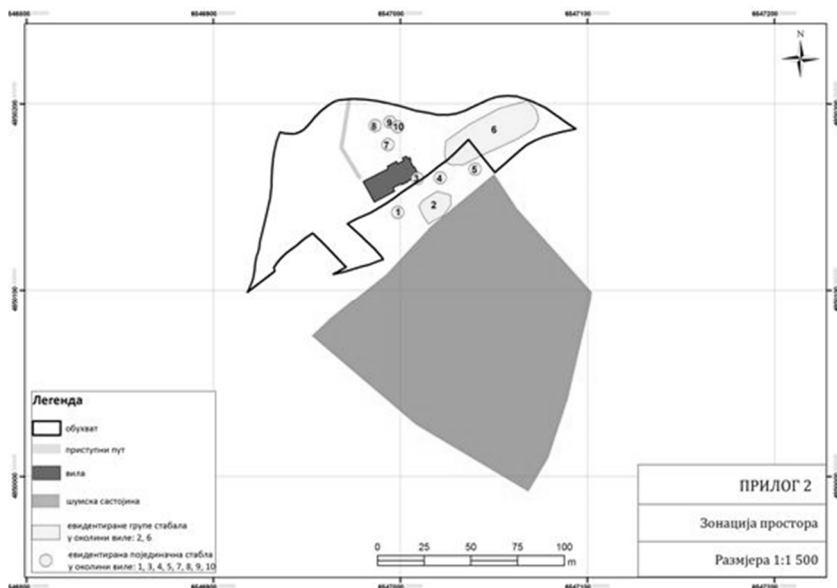 6546800 6546900 6547000 6547100 6547200
N
4850200
4850100
4850000
6
8 9 10
7
3 4 5
1 2
Легенда
обухват
приступни пут
вила
шумска састојина
евидентиране групе стабала
у околини виле: 2, 6
евидентирана појединачна стабла
у околини виле: 1, 3, 4, 5, 7, 8, 9, 10
0 25 50 75 100
m
ПРИЛОГ 2
Зонација простора
Размјера 1:1 500